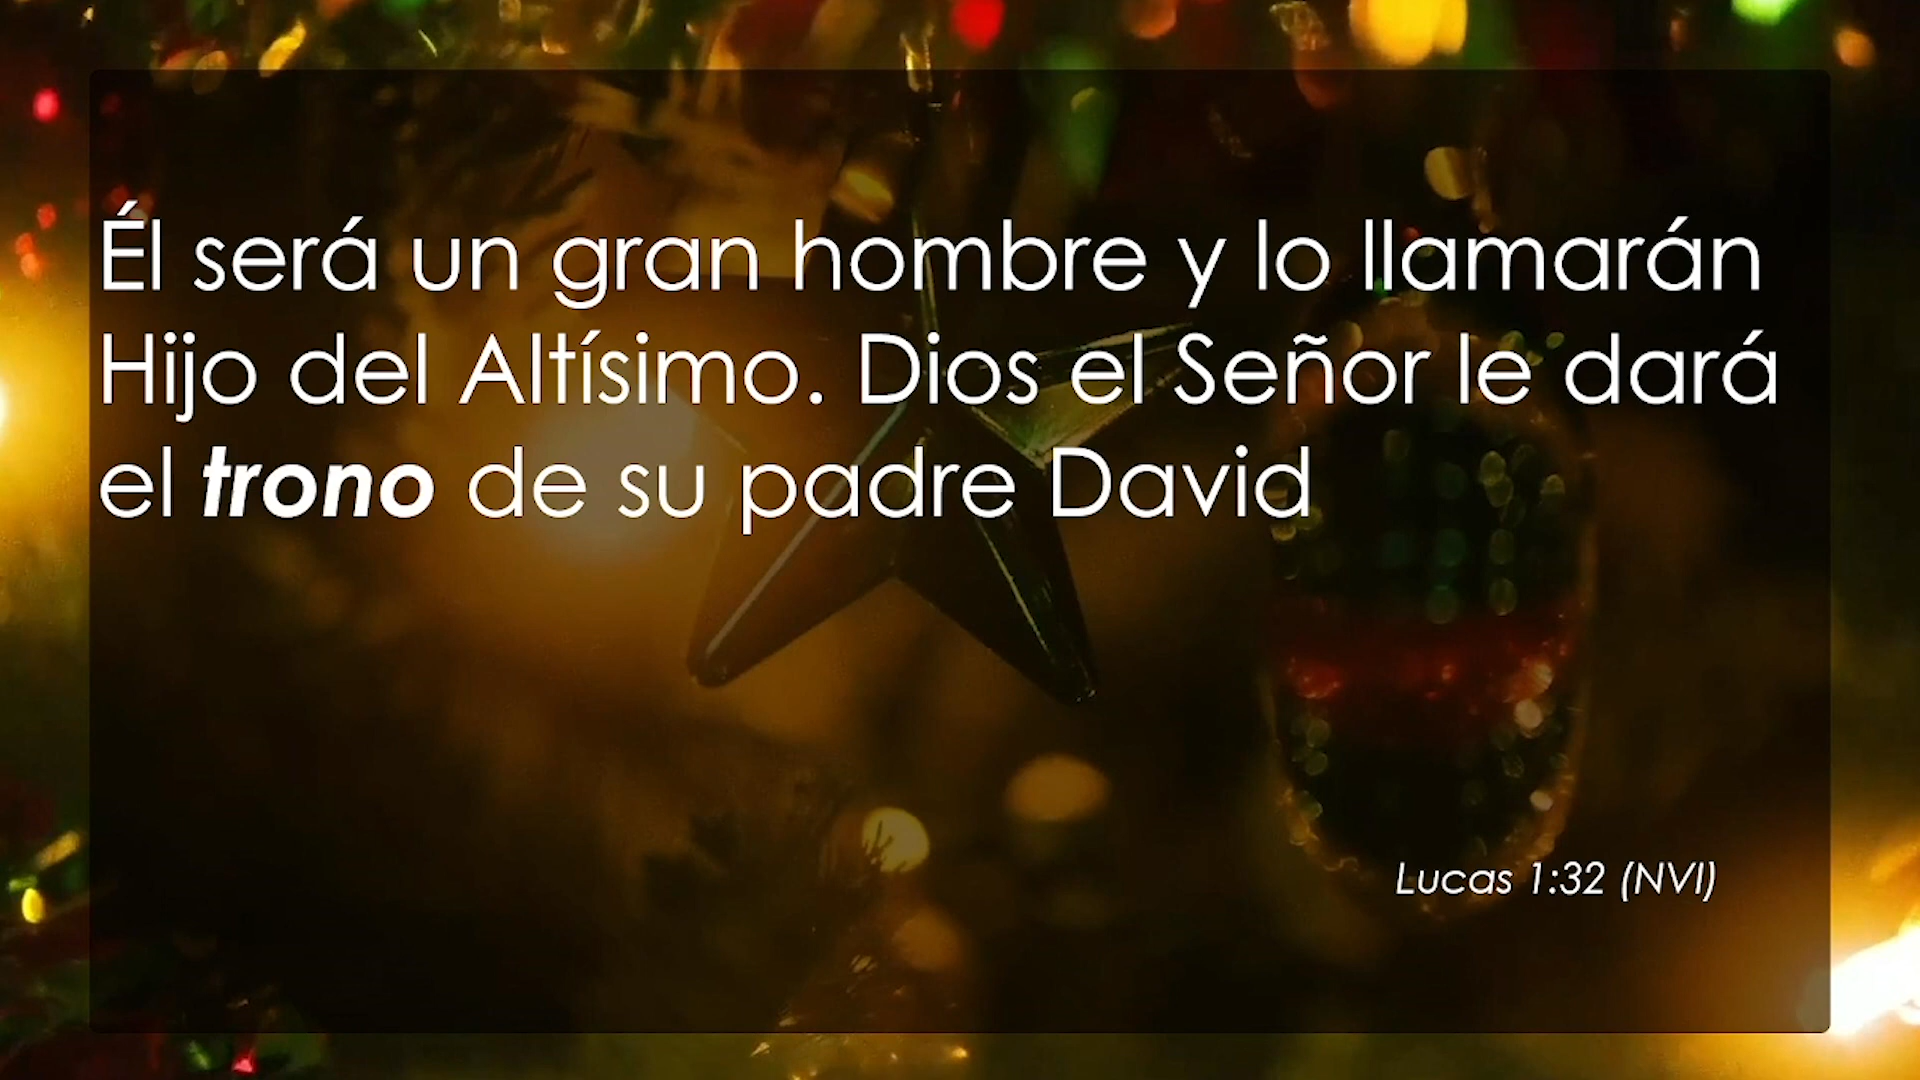 Él será un gran hombre y lo llamarán
Hijo del Altísimo. Dios el Señor le dará
el trono de su padre David
Lucas 1:32 (NVI)